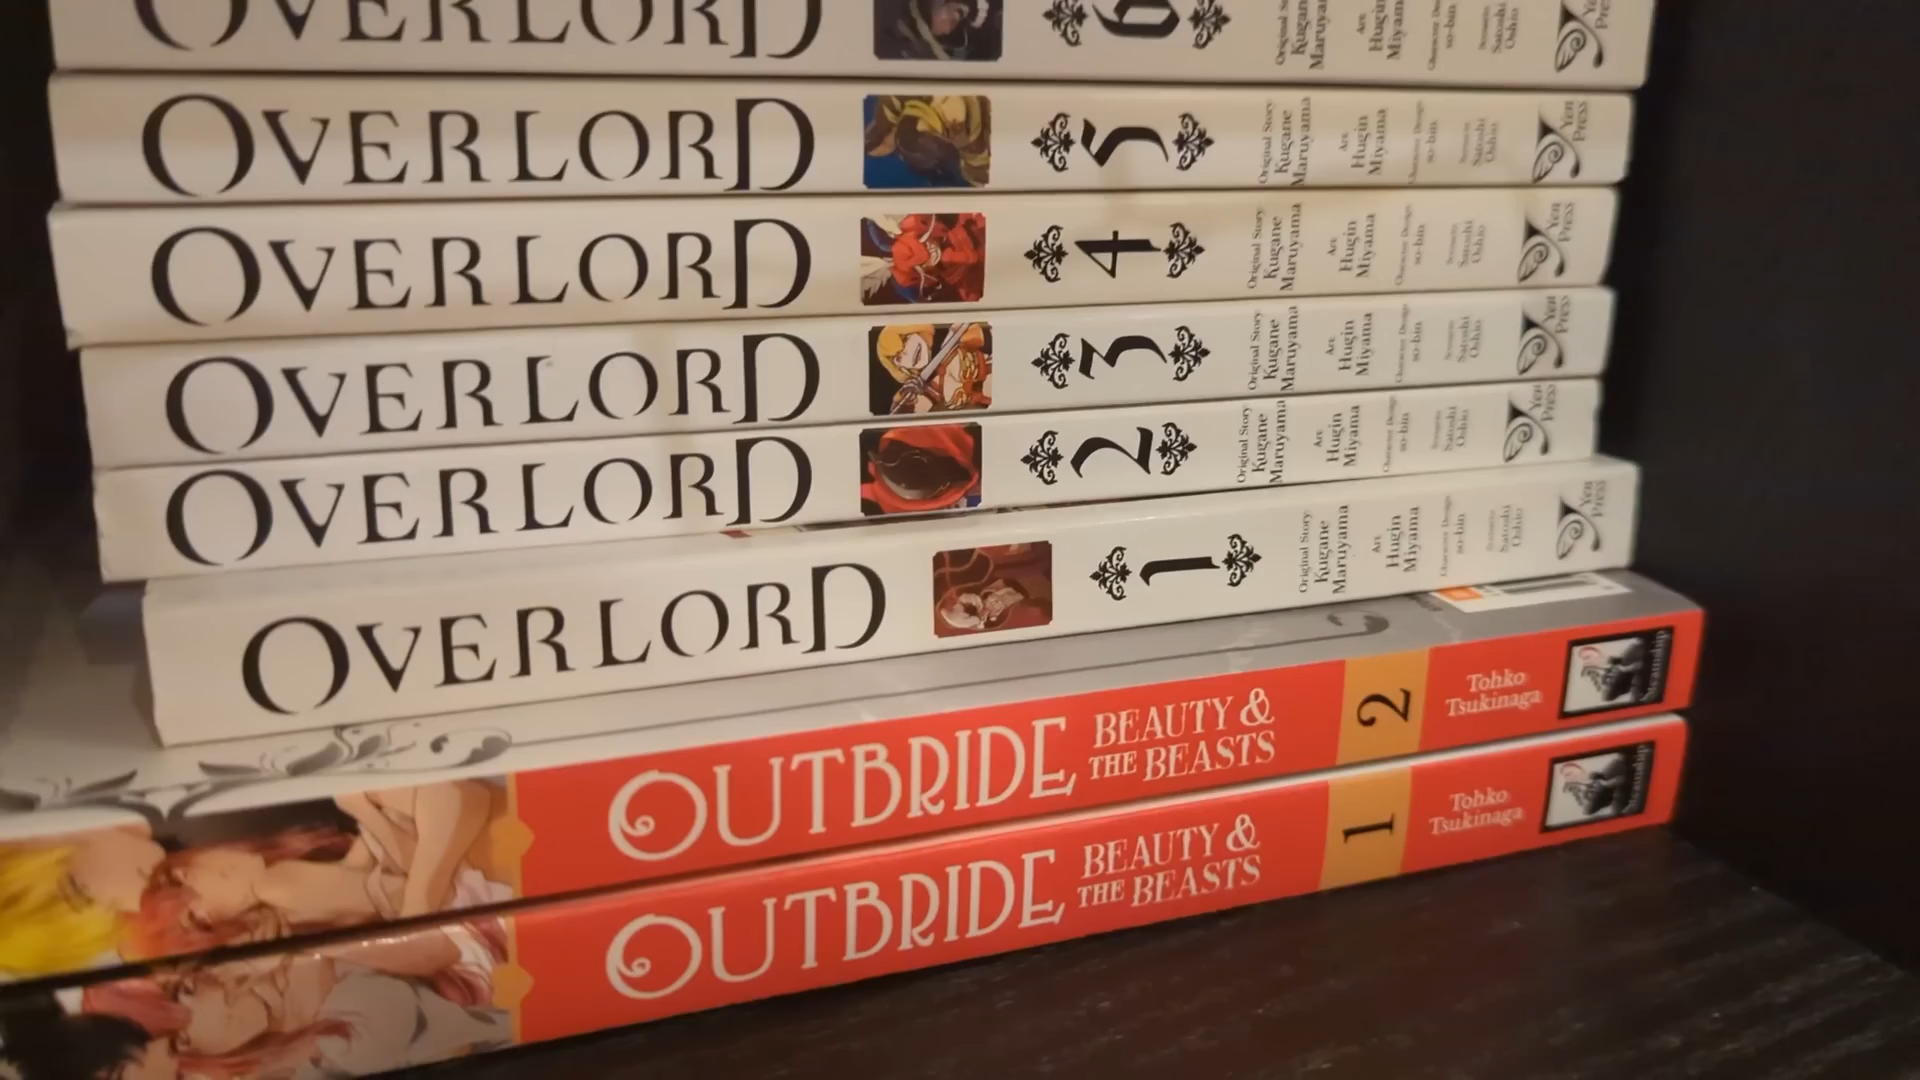 OVERLORD
6
Original Story
Kugane
Maruyama
Art
Hugin
Miyama
Character Design
so-bin
Scenario
Satoshi
Oshio
Yen
OVERLORD
5
Original Story
Kugane
Maruyama
Art
Hugin
Miyama
Character Design
so-bin
Scenario
Satoshi
Oshio
Yen
Press
OVERLORD
4
Original Story
Kugane
Maruyama
Art
Hugin
Miyama
Character Design
so-bin
Scenario
Satoshi
Oshio
Yen
Press
OVERLORD
3
Original Story
Kugane
Maruyama
Art
Hugin
Miyama
Character Design
so-bin
Scenario
Satoshi
Oshio
Yen
Press
OVERLORD
2
Original Story
Kugane
Maruyama
Art
Hugin
Miyama
Character Design
so-bin
Scenario
Satoshi
Oshio
Yen
Press
OVERLORD
1
Original Story
Kugane
Maruyama
Art
Hugin
Miyama
Character Design
so-bin
Scenario
Satoshi
Oshio
Yen
Press
OUTBRIDE
BEAUTY &
THE BEASTS
2
Tohko
Tsukinaga
Steamship
OUTBRIDE
BEAUTY &
THE BEASTS
1
Tohko
Tsukinaga
Steamship